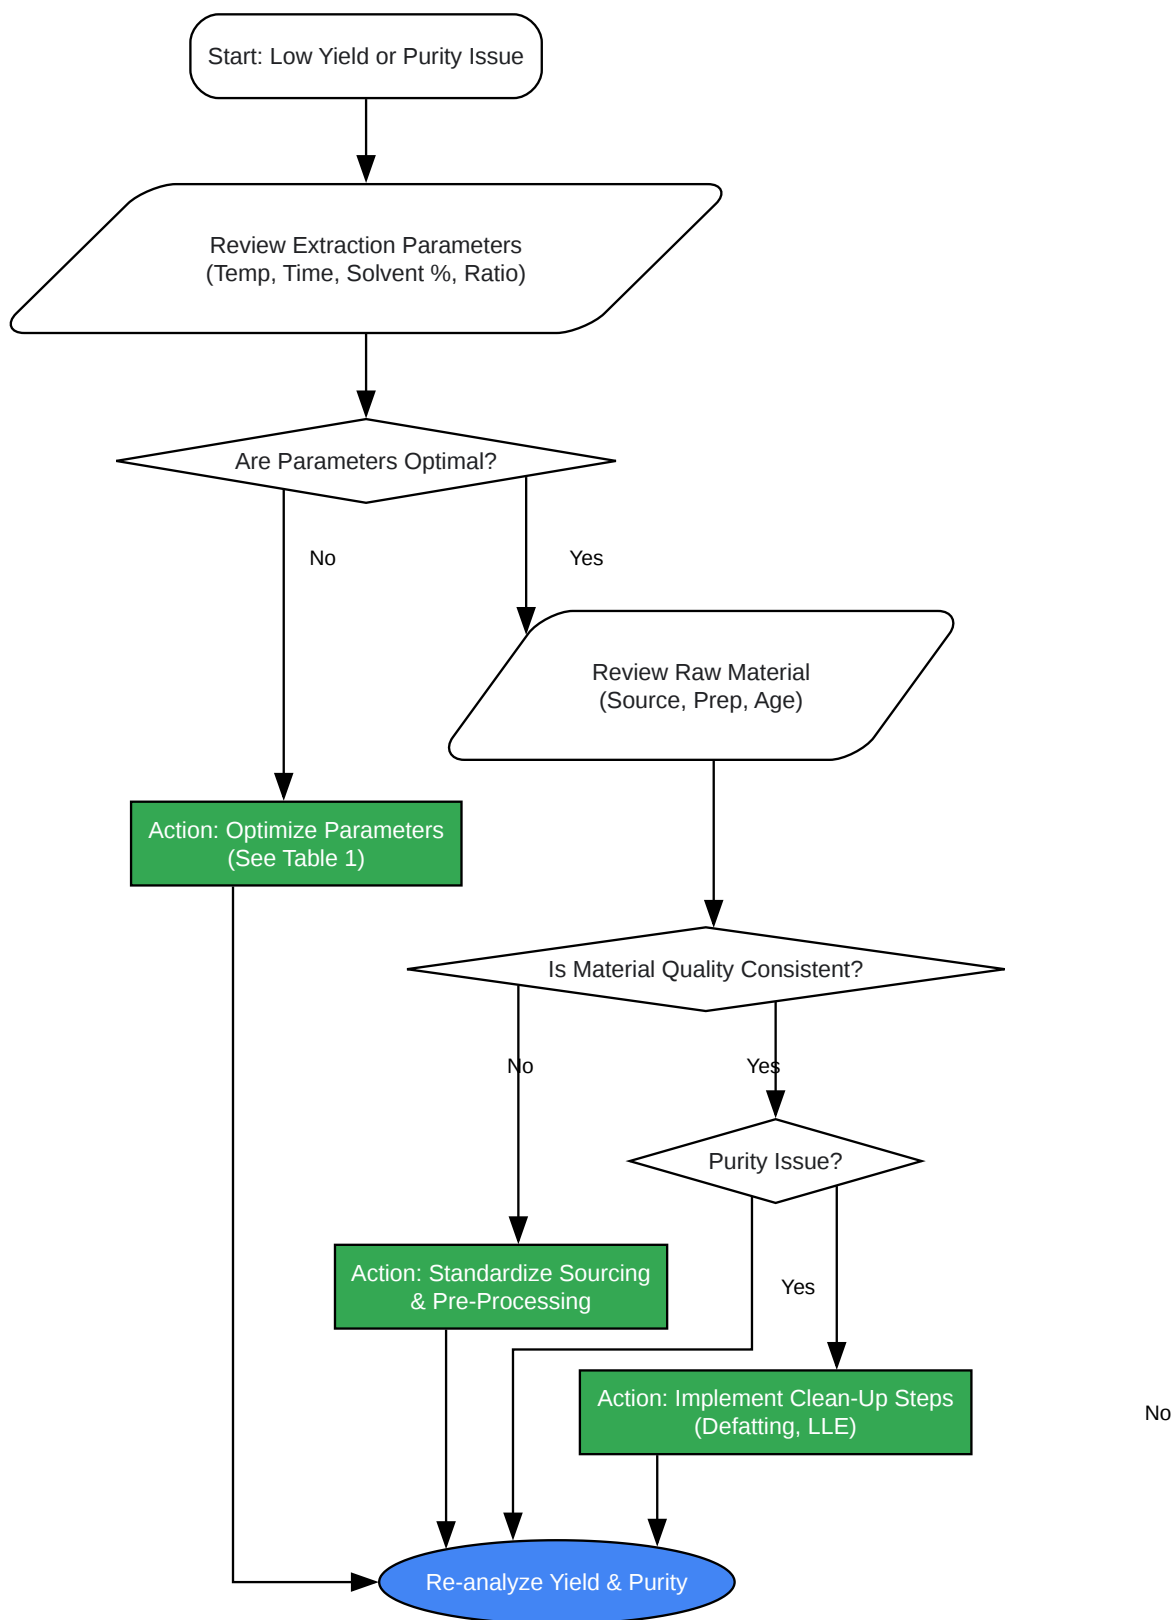 Start: Low Yield or Purity Issue
Review Extraction Parameters
(Temp, Time, Solvent %, Ratio)
Are Parameters Optimal?
No
Yes
Review Raw Material
(Source, Prep, Age)
Action: Optimize Parameters
(See Table 1)
Is Material Quality Consistent?
No
Yes
Purity Issue?
Action: Standardize Sourcing
& Pre-Processing
Yes
Action: Implement Clean-Up Steps
(Defatting, LLE)
No
Re-analyze Yield & Purity